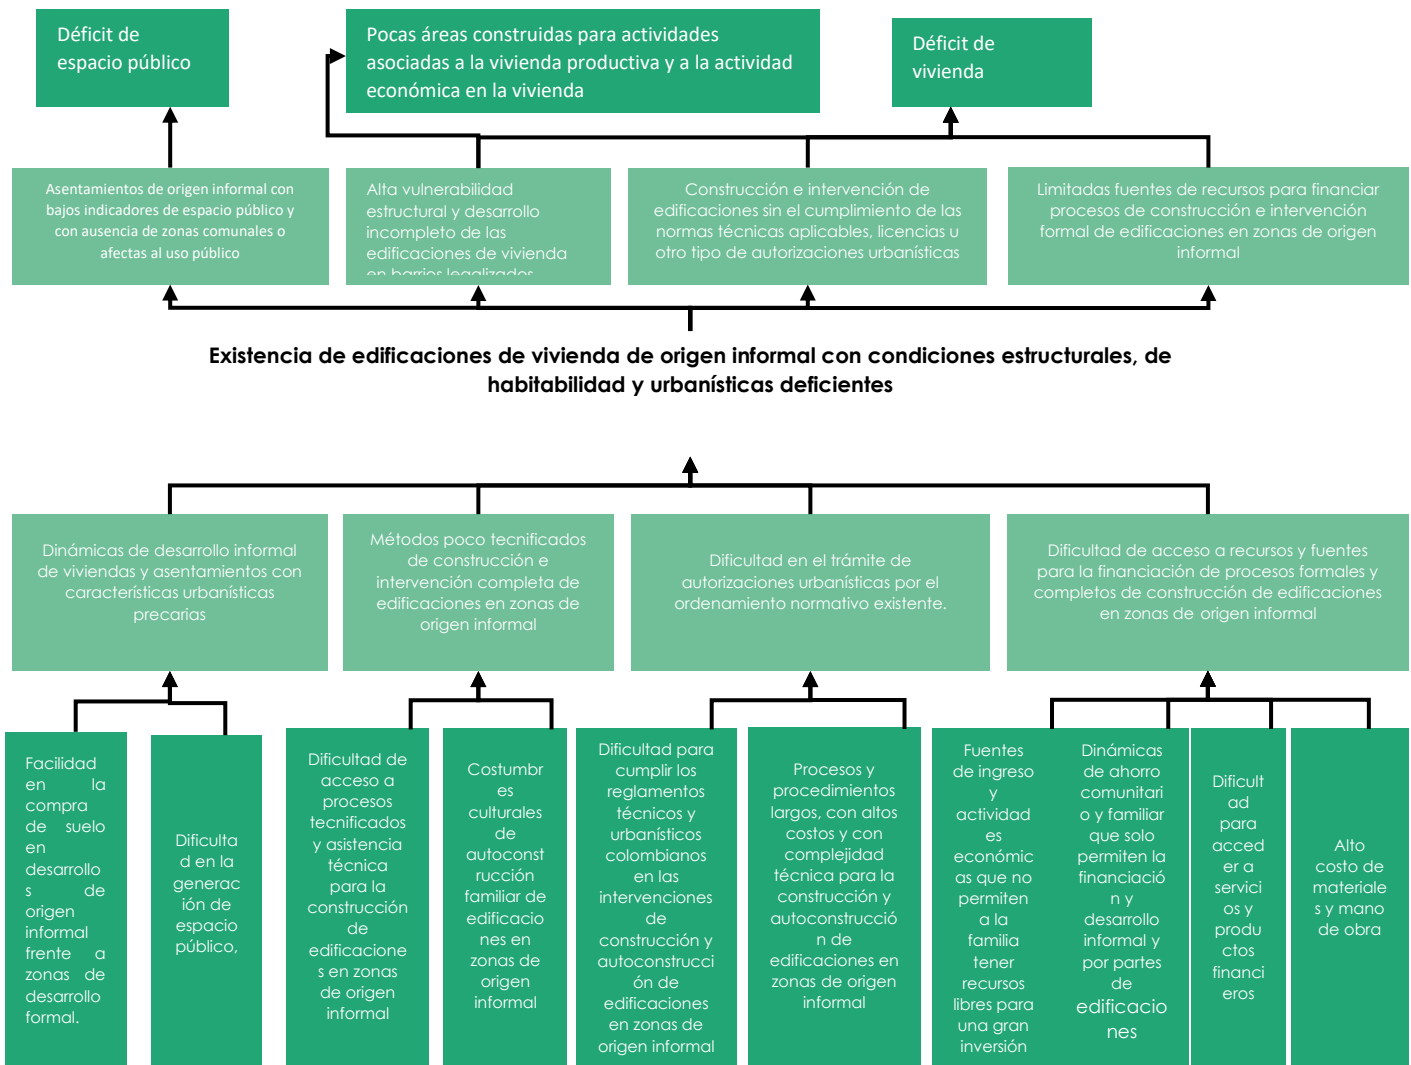 Déficit de
espacio público
Pocas áreas construidas para actividades
asociadas a la vivienda productiva y a la actividad
económica en la vivienda
Déficit de
vivienda
Asentamientos de origen informal con
bajos indicadores de espacio público y
con ausencia de zonas comunales o
afectas al uso público
Alta vulnerabilidad
estructural y desarrollo
incompleto de las
edificaciones de vivienda
en barrios legalizados
Construcción e intervención de
edificaciones sin el cumplimiento de las
normas técnicas aplicables, licencias u
otro tipo de autorizaciones urbanísticas
Limitadas fuentes de recursos para financiar
procesos de construcción e intervención
formal de edificaciones en zonas de origen
informal
Existencia de edificaciones de vivienda de origen informal con condiciones estructurales, de
habitabilidad y urbanísticas deficientes
Dinámicas de desarrollo informal
de viviendas y asentamientos con
características urbanísticas
precarias
Métodos poco tecnificados
de construcción e
intervención completa de
edificaciones en zonas de
origen informal
Dificultad en el trámite de
autorizaciones urbanísticas por el
ordenamiento normativo existente.
Dificultad de acceso a recursos y fuentes
para la financiación de procesos formales y
completos de construcción de edificaciones
en zonas de origen informal
Facilidad
en la
compra
de suelo
en
desarrollo
s de
origen
informal
frente a
zonas de
desarrollo
formal.
Dificulta
d en la
generac
ión de
espacio
público,
Dificultad de
acceso a
procesos
tecnificados
y asistencia
técnica
para la
construcción
de
edificacione
s en zonas
de origen
informal
Costumbr
es
culturales
de
autoconst
rucción
familiar de
edificacio
nes en
zonas de
origen
informal
Dificultad para
cumplir los
reglamentos
técnicos y
urbanísticos
colombianos
en las
intervenciones
de
construcción y
autoconstrucci
ón de
edificaciones
en zonas de
origen informal
Procesos y
procedimientos
largos, con altos
costos y con
complejidad
técnica para la
construcción y
autoconstrucció
n de
edificaciones en
zonas de origen
informal
Fuentes
de ingreso
y
actividad
es
económic
as que no
permiten
a la
familia
tener
recursos
libres para
una gran
inversión
Dinámicas
de ahorro
comunitari
o y familiar
que solo
permiten la
financiació
n y
desarrollo
informal y
por partes
de
edificacio
nes
Dificult
ad
para
acced
er a
servici
os y
produ
ctos
financi
eros
Alto
costo de
materiale
s y mano
de obra